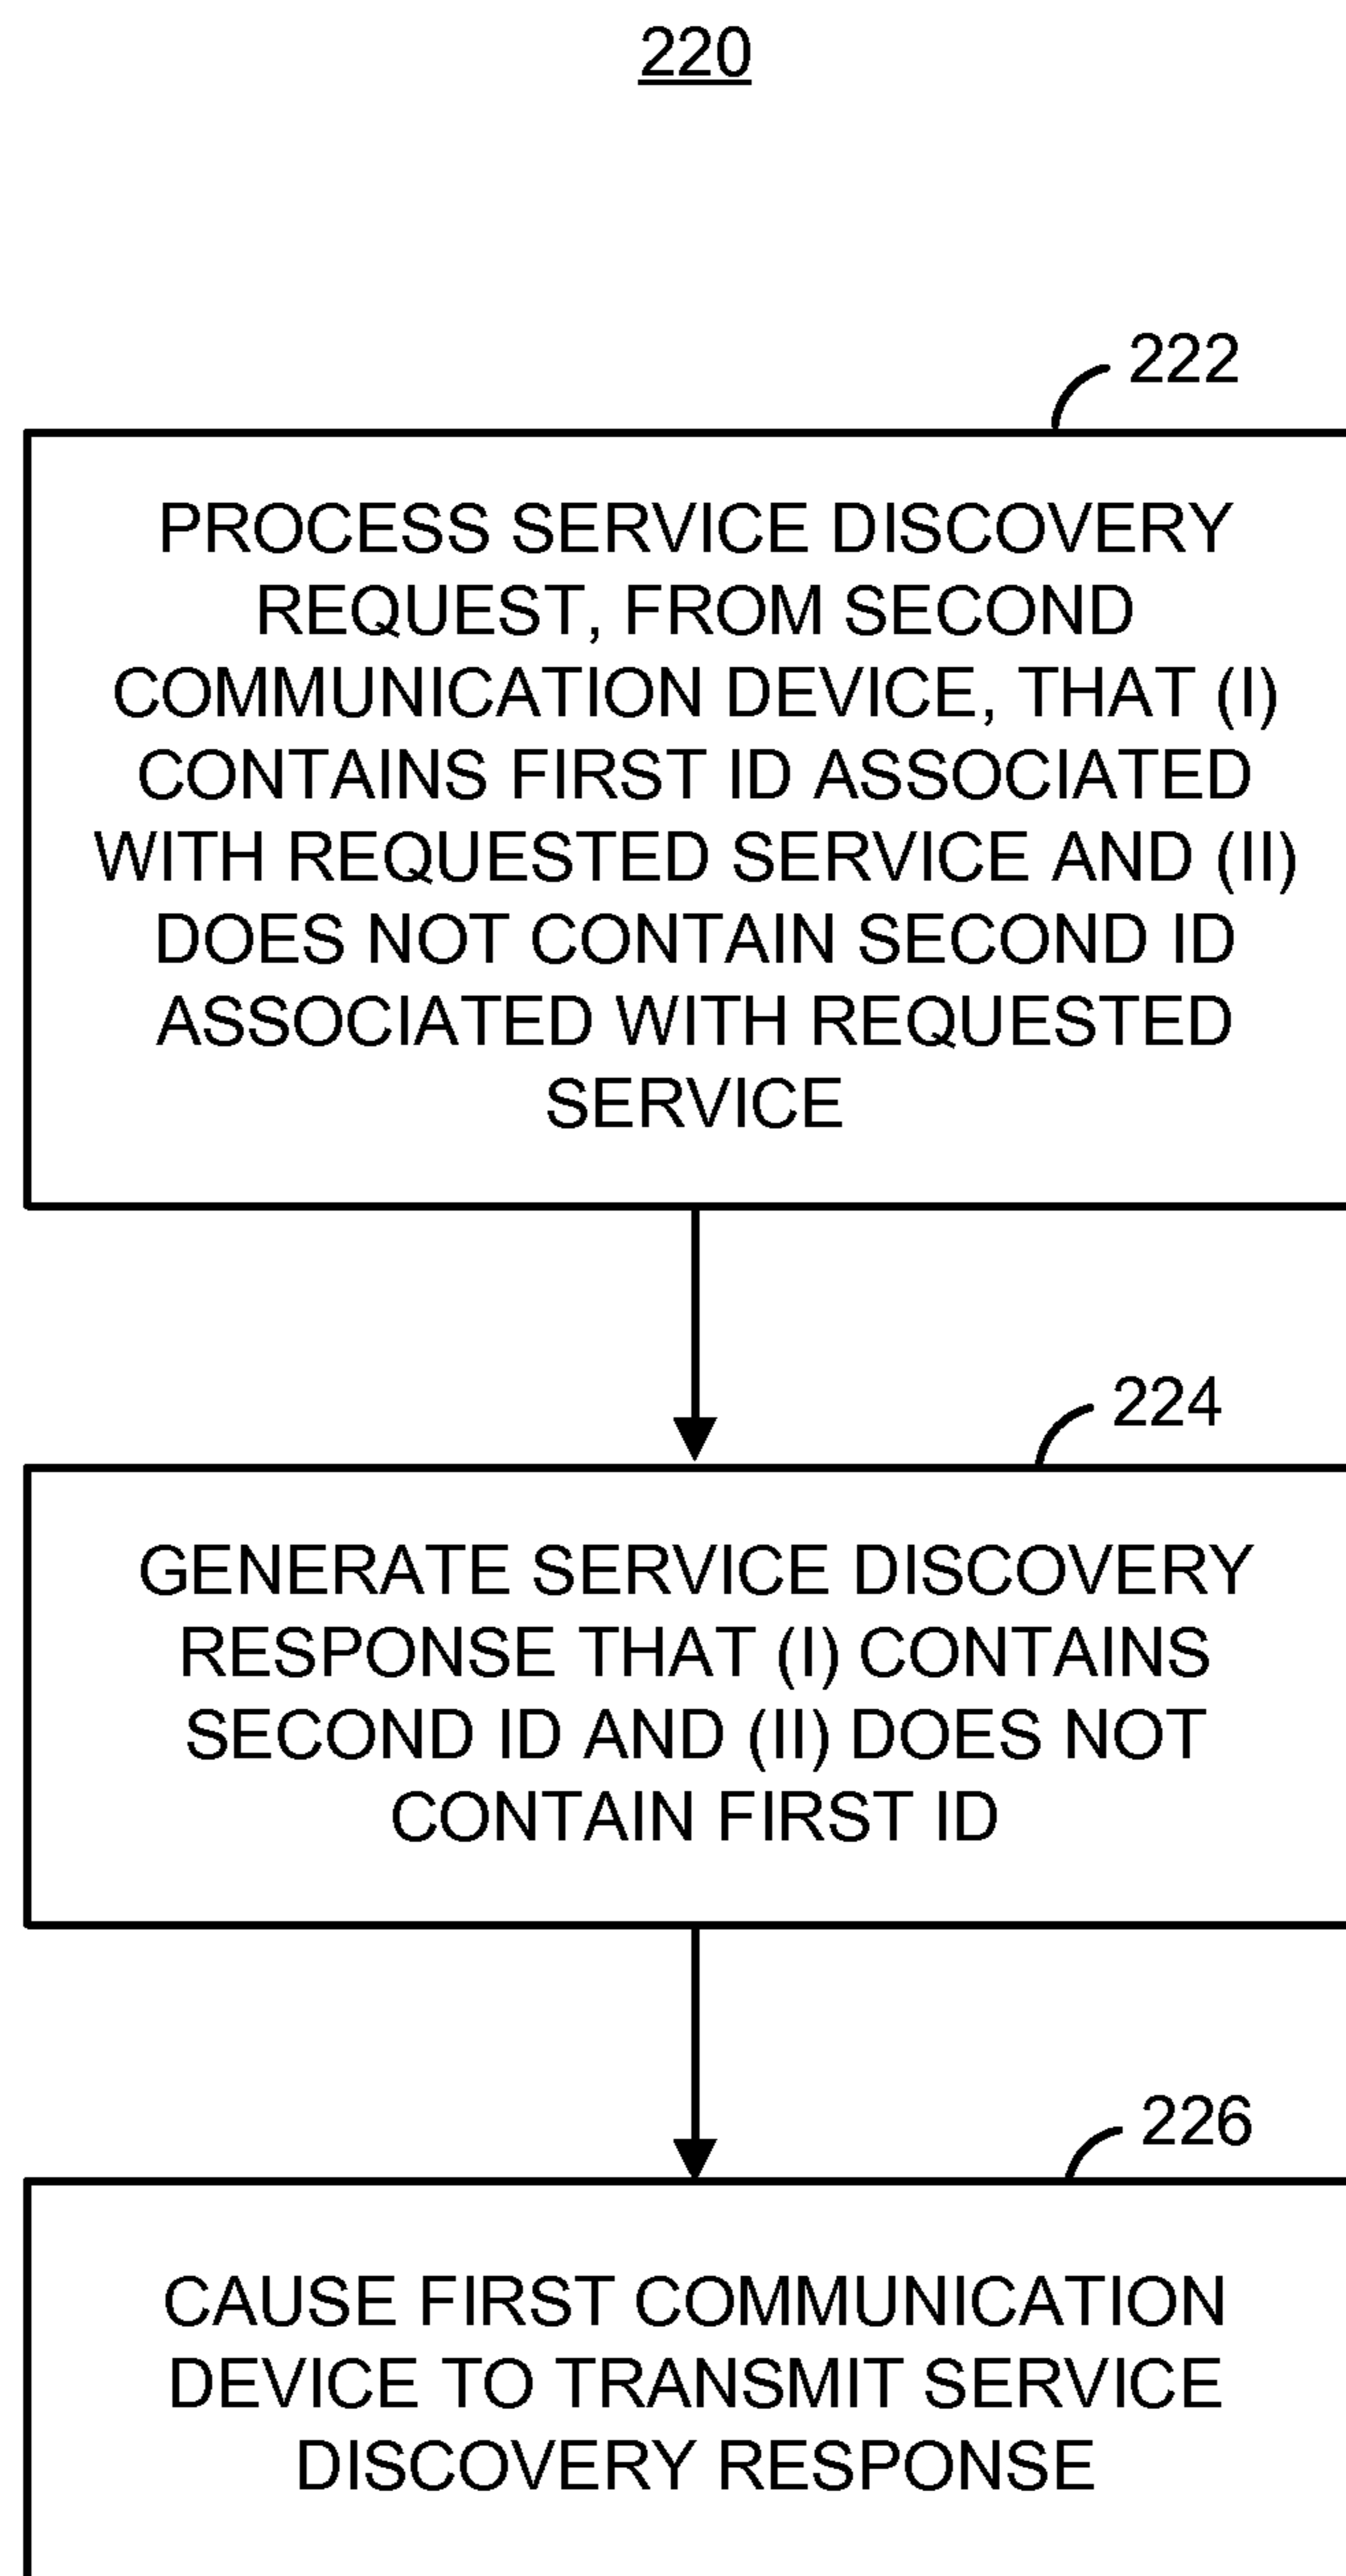 220
222
PROCESS SERVICE DISCOVERY
REQUEST, FROM SECOND
COMMUNICATION DEVICE, THAT (I)
CONTAINS FIRST ID ASSOCIATED
WITH REQUESTED SERVICE AND (II)
DOES NOT CONTAIN SECOND ID
ASSOCIATED WITH REQUESTED
SERVICE
224
GENERATE SERVICE DISCOVERY
RESPONSE THAT (I) CONTAINS
SECOND ID AND (II) DOES NOT
CONTAIN FIRST ID
226
CAUSE FIRST COMMUNICATION
DEVICE TO TRANSMIT SERVICE
DISCOVERY RESPONSE